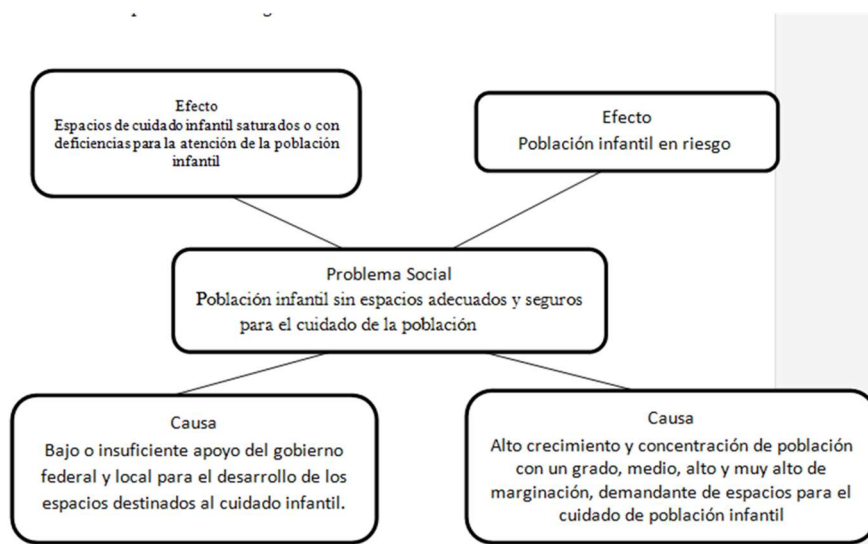 Efecto
Espacios de cuidado infantil saturados o con
deficiencias para la atención de la población
infantil
Efecto
Población infantil en riesgo
Problema Social
Población infantil sin espacios adecuados y seguros
para el cuidado de la población
Causa
Bajo o insuficiente apoyo del gobierno
federal y local para el desarrollo de los
espacios destinados al cuidado infantil.
Causa
Alto crecimiento y concentración de población
con un grado, medio, alto y muy alto de
marginación, demandante de espacios para el
cuidado de población infantil